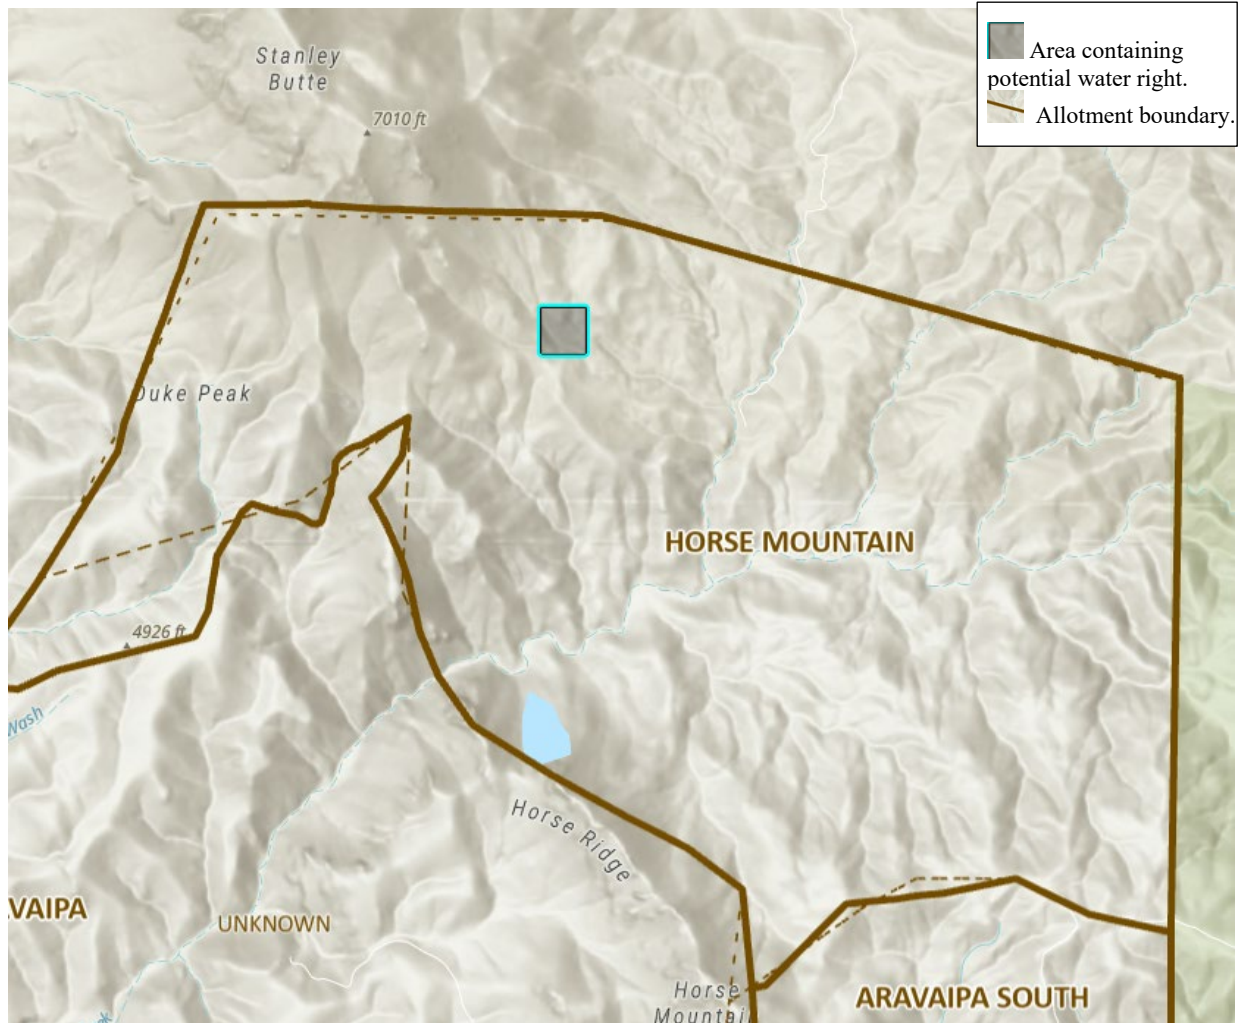 Stanley
Butte
7010 ft
Area containing
potential water right.
Allotment boundary.
Duke Peak
HORSE MOUNTAIN
4926 ft
Wash
Horse Ridge
VAIPA
UNKNOWN
Horse
Mountai
ARAVAIPA SOUTH